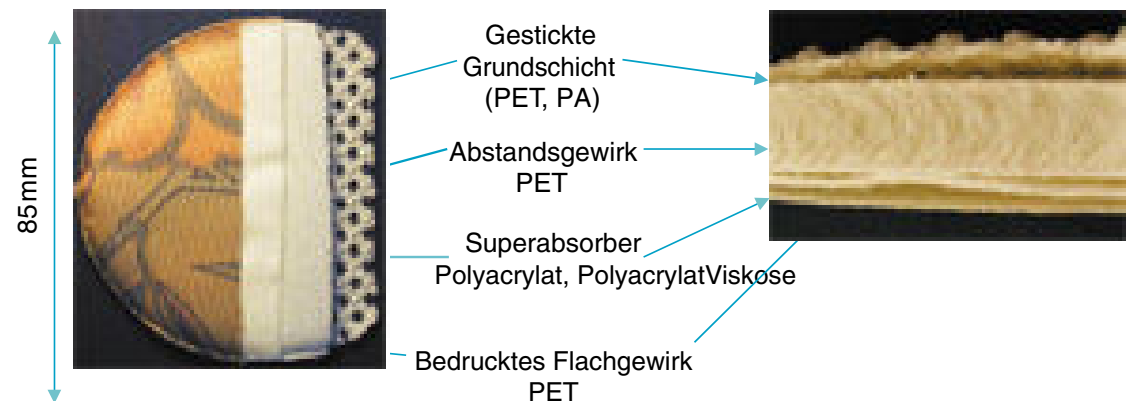 85mm
Gestickte
Grundschicht
(PET, PA)
Abstandsgewirk
PET
Superabsorber
Polyacrylat, PolyacrylatViskose
Bedrucktes Flachgewirk
PET